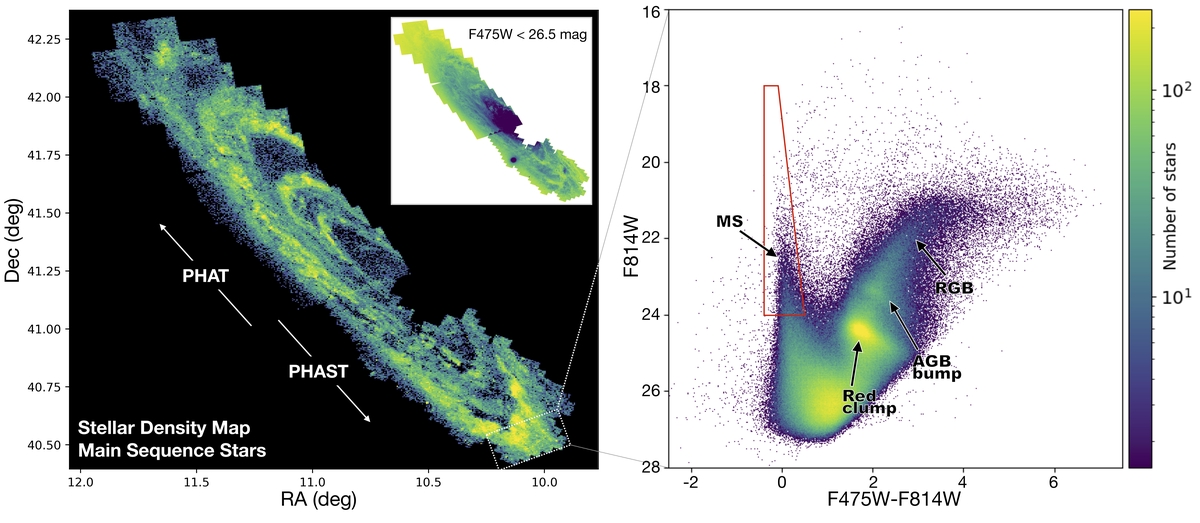 F475W < 26.5 mag
42.25
42.00
41.75
41.50
41.25
41.00
40.75
40.50
Dec (deg)
PHAT
PHAST
Stellar Density Map
Main Sequence Stars
12.0 11.5 11.0 10.5 10.0
RA (deg)
16
18
20
22
24
26
28
F814W
MS
RGB
AGB
bump
Red
clump
-2 0 2 4 6
F475W-F814W
10²
10¹
Number of stars